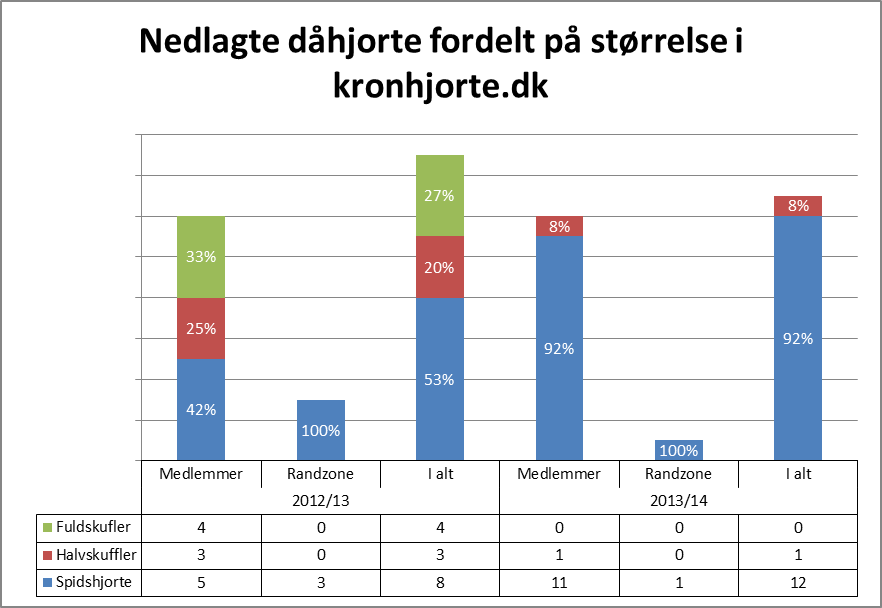 Nedlagte dåhjorte fordelt på størrelse i
kronhjorte.dk
27%
8%
8%
33%
20%
25%
92%
92%
53%
42%
100%
100%
Medlemmer Randzone I alt Medlemmer Randzone I alt
2012/13 2013/14
Fuldskufler 4 0 4 0 0 0
Halvskuffler 3 0 3 1 0 1
Spidshjorte 5 3 8 11 1 12